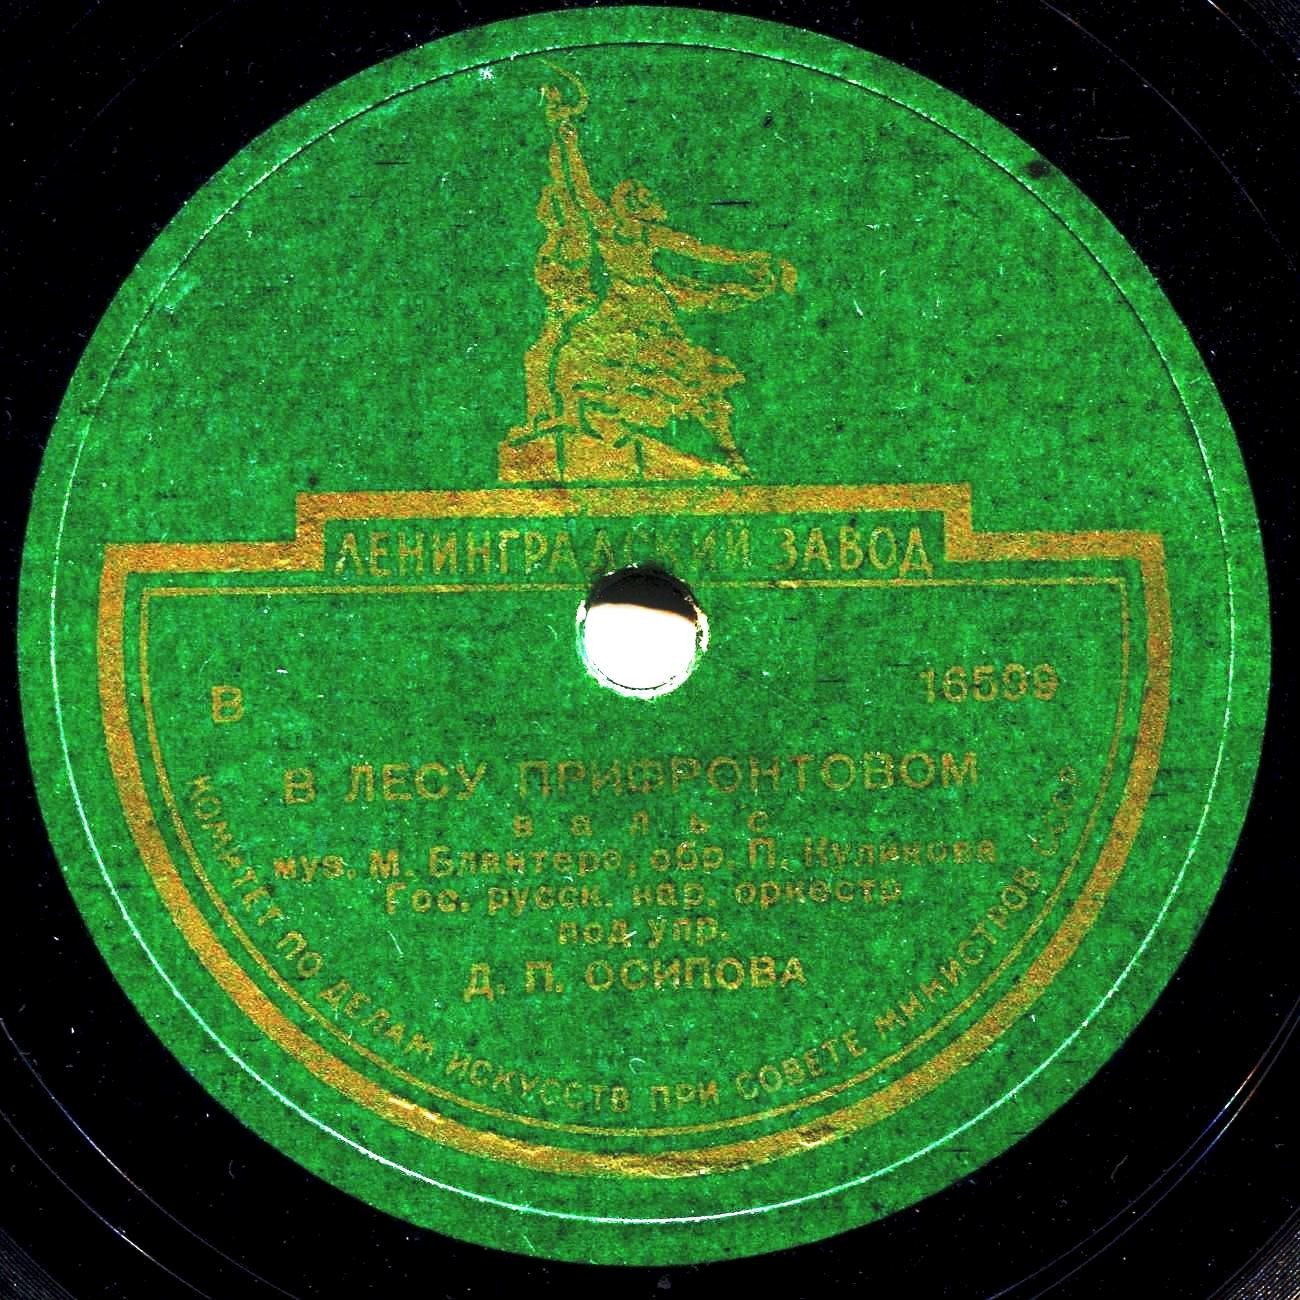 ЛЕНИНГРАДСКИЙ ЗАВОД
В 16599
В ЛЕСУ ПРИФРОНТОВОМ
вальс
муз. М. Блантера, обр. П. Куликова
Гос. русск. нар. оркестр
под упр.
Д. П. ОСИПОВА
КОМИТЕТ ПО ДЕЛАМ ИСКУССТВ ПРИ СОВЕТЕ МИНИСТРОВ СССР